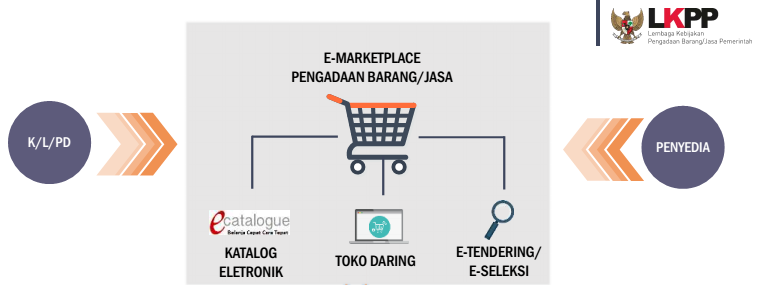 LKPP
Lembaga Kebijakan
Pengadaan Barang/Jasa Pemerintah
E-MARKETPLACE
PENGADAAN BARANG/JASA
K/L/PD
PENYEDIA
ecatalogue
Belanja Cepat Cara Tepat
KATALOG
ELETRONIK
TOKO DARING
E-TENDERING/
E-SELEKSI